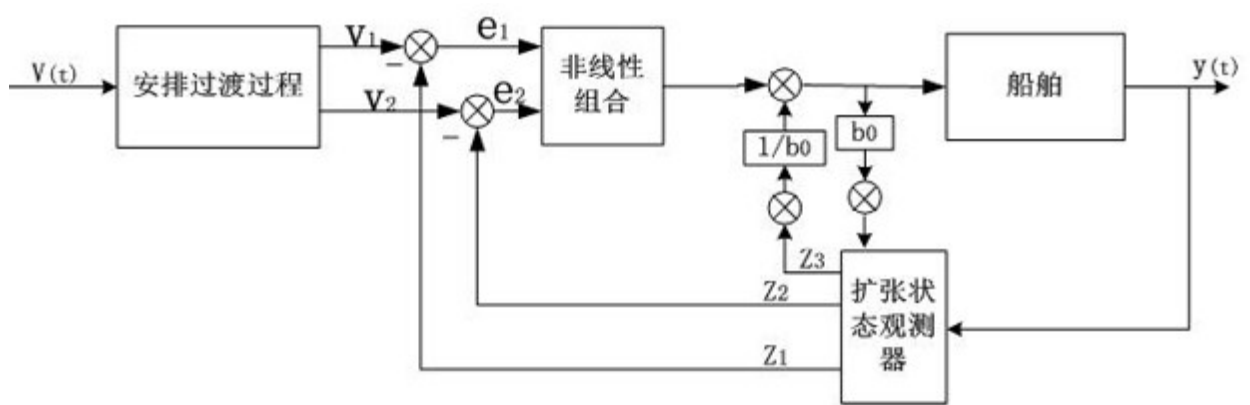 V(t)
安排过渡过程
v1
v2
−
−
e1
e2
非线性
组合
1/b0
b0
船舶
y(t)
Z3
Z2
Z1
扩张状
态观测
器